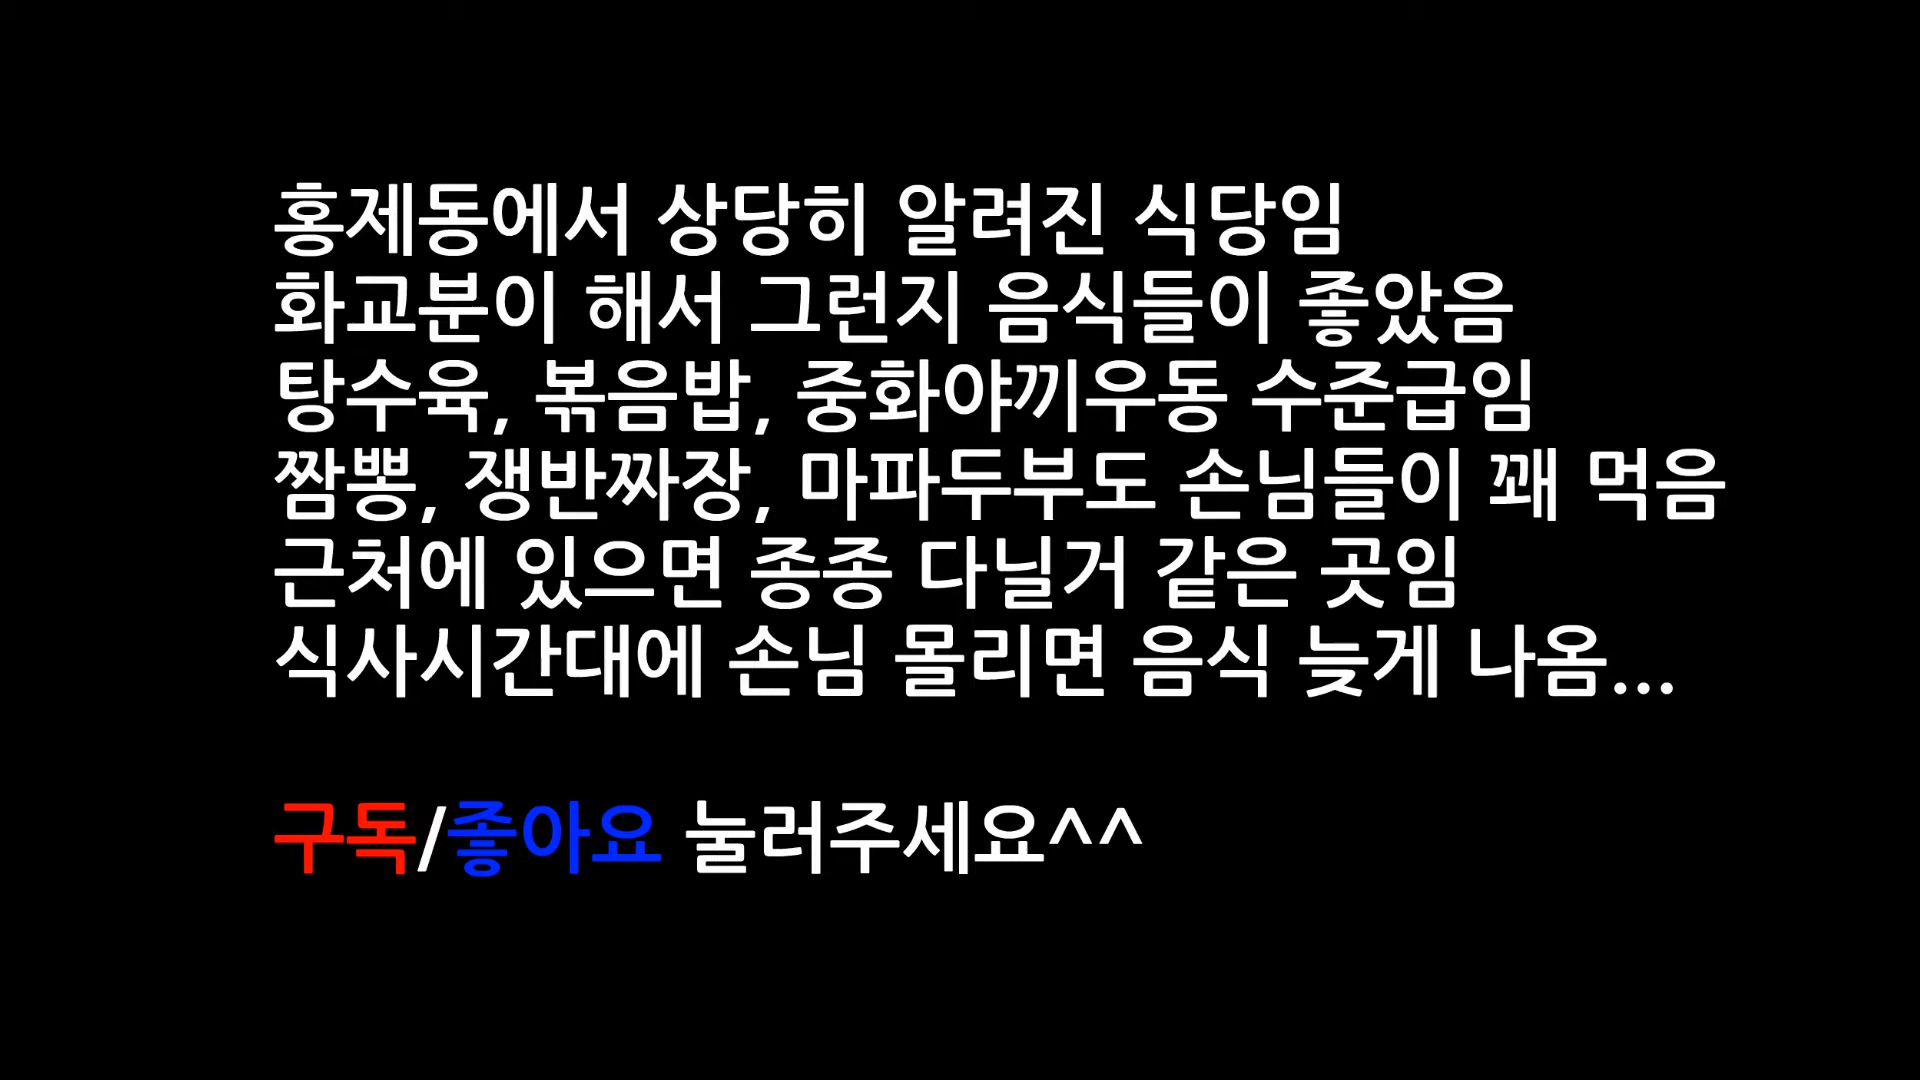 홍제동에서 상당히 알려진 식당임
화교분이 해서 그런지 음식들이 좋았음
탕수육, 볶음밥, 중화야끼우동 수준급임
짬뽕, 쟁반짜장, 마파두부도 손님들이 꽤 먹음
근처에 있으면 종종 다닐거 같은 곳임
식사시간대에 손님 몰리면 음식 늦게 나옴...
구독/좋아요 눌러주세요^^